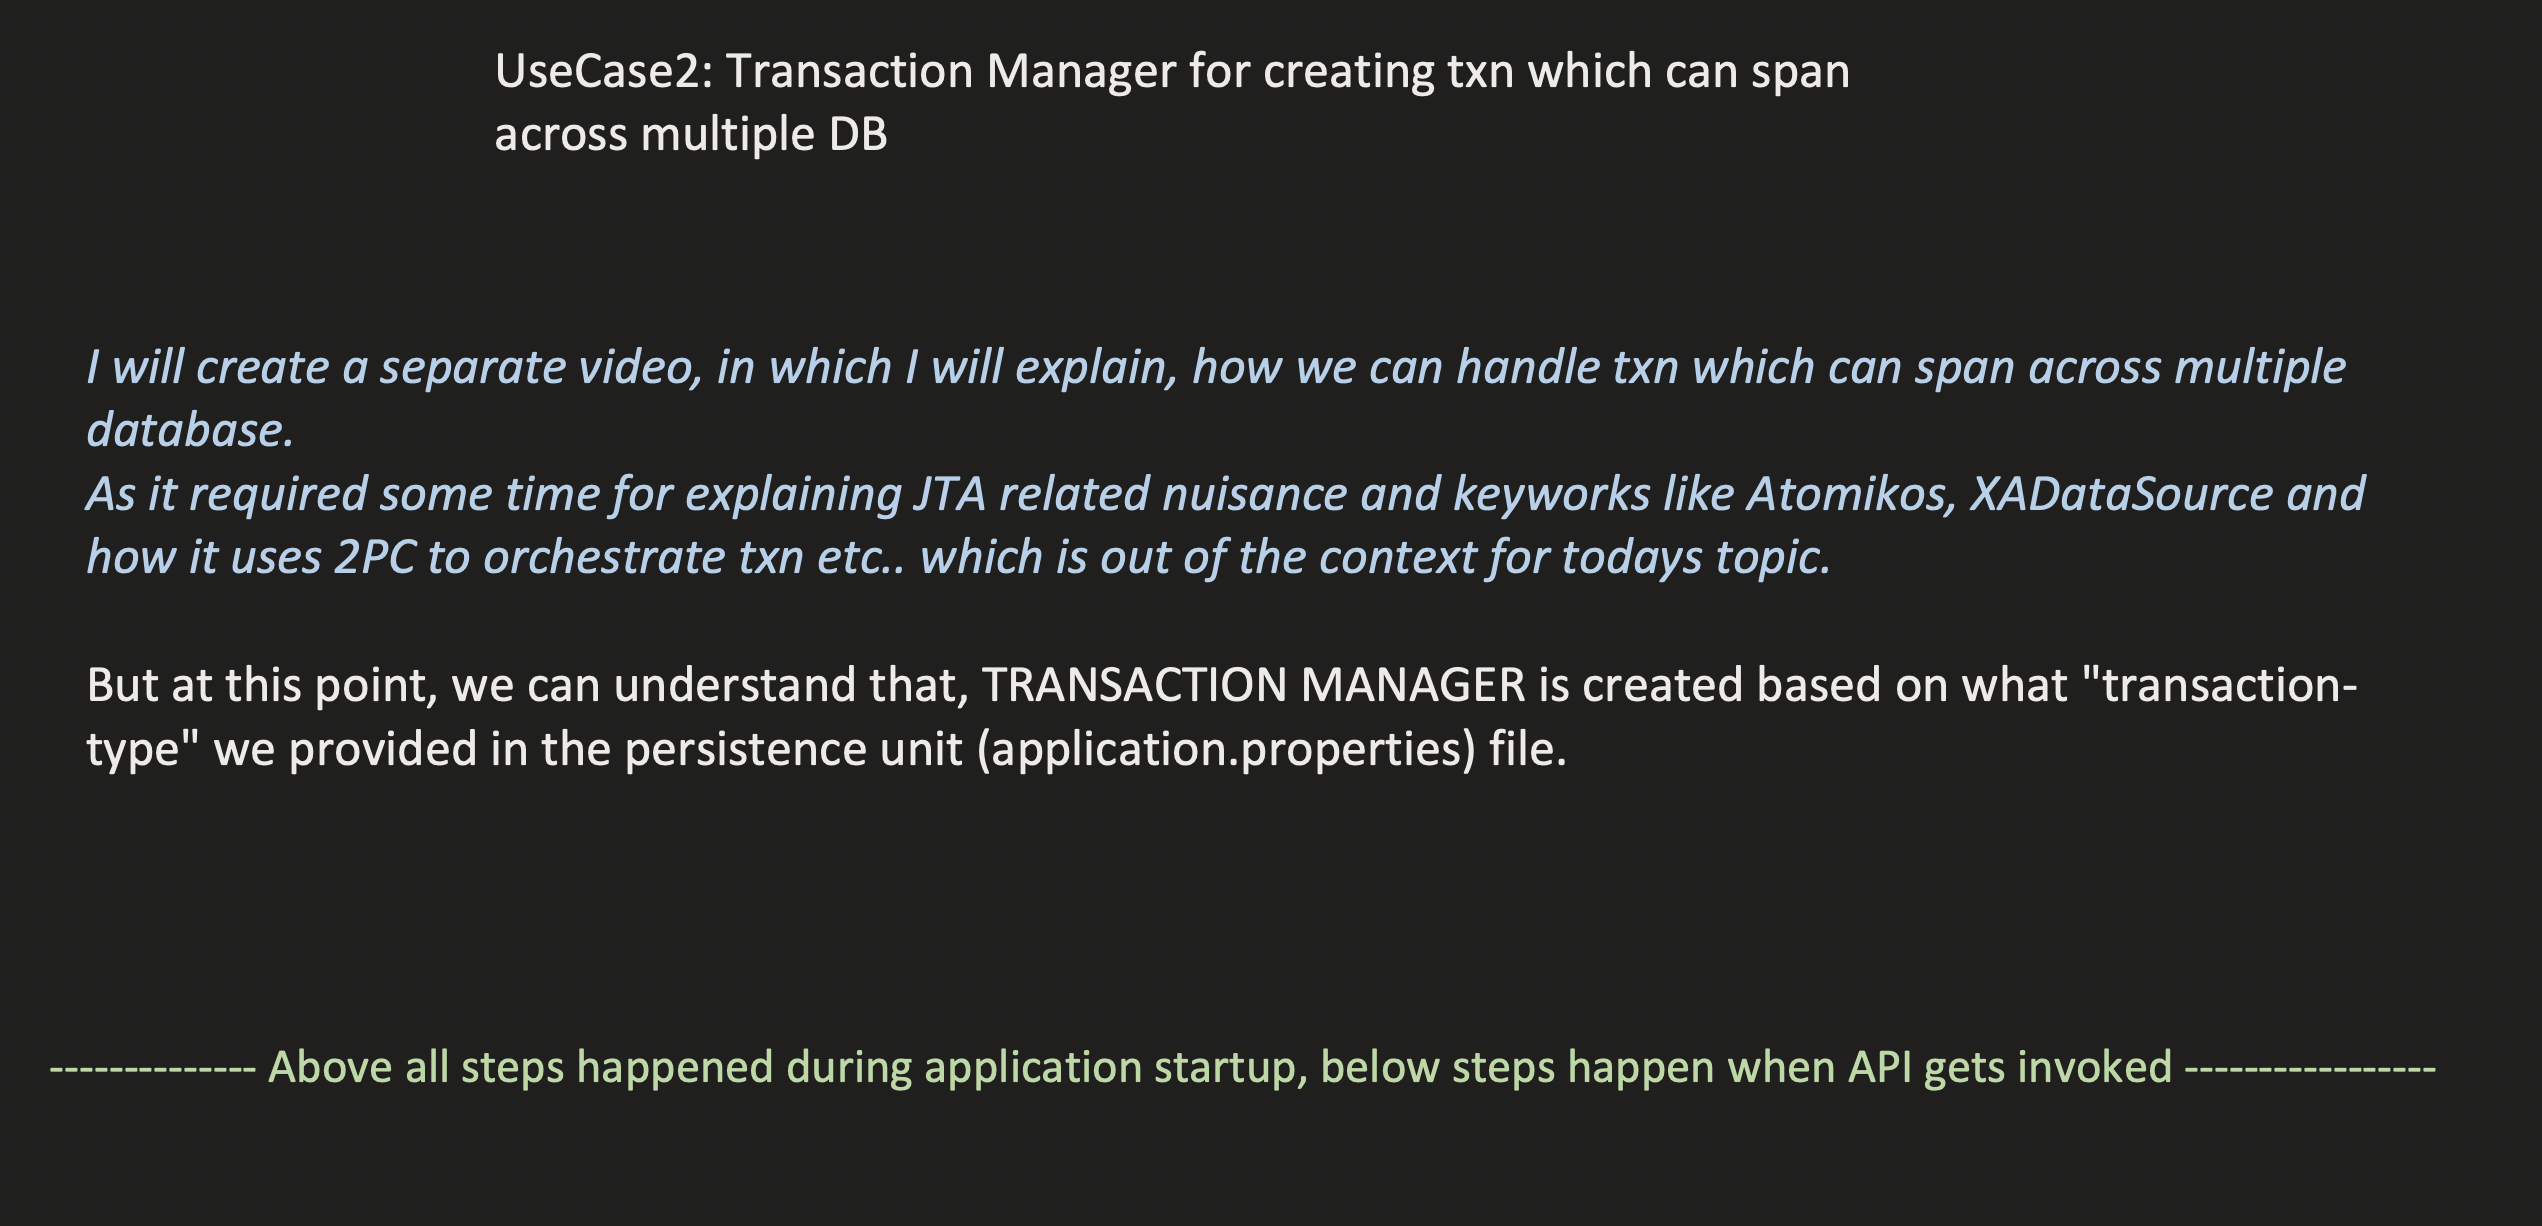 UseCase2: Transaction Manager for creating txn which can span
across multiple DB
I will create a separate video, in which I will explain, how we can handle txn which can span across multiple
database.
As it required some time for explaining JTA related nuisance and keyworks like Atomikos, XADataSource and
how it uses 2PC to orchestrate txn etc.. which is out of the context for todays topic.
But at this point, we can understand that, TRANSACTION MANAGER is created based on what "transaction-
type" we provided in the persistence unit (application.properties) file.
-------------- Above all steps happened during application startup, below steps happen when API gets invoked -----------------